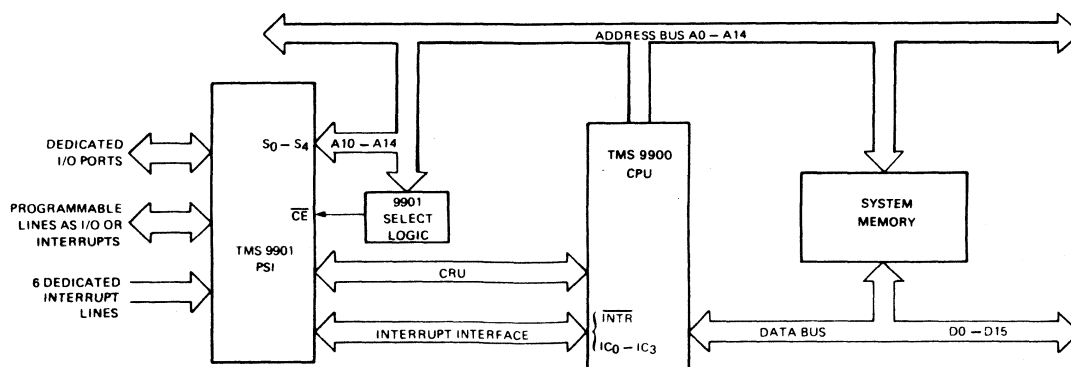 ADDRESS BUS A0 – A14
DEDICATED
I/O PORTS
S0 – S4
A10 – A14
TMS 9900
CPU
9901
SELECT
LOGIC
SYSTEM
MEMORY
PROGRAMMABLE
LINES AS I/O OR
INTERRUPTS
CE
TMS 9901
PSI
CRU
6 DEDICATED
INTERRUPT
LINES
INTERRUPT INTERFACE
INTR
IC0 – IC3
DATA BUS
D0 – D15